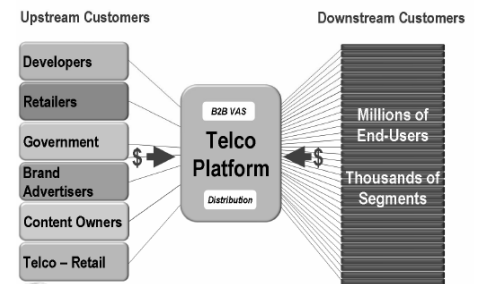 Upstream Customers
Downstream Customers
Developers
Retailers
Government
Brand
Advertisers
Content Owners
Telco – Retail
$
B2B VAS
Telco
Platform
Distribution
$
Millions of
End-Users
Thousands of
Segments